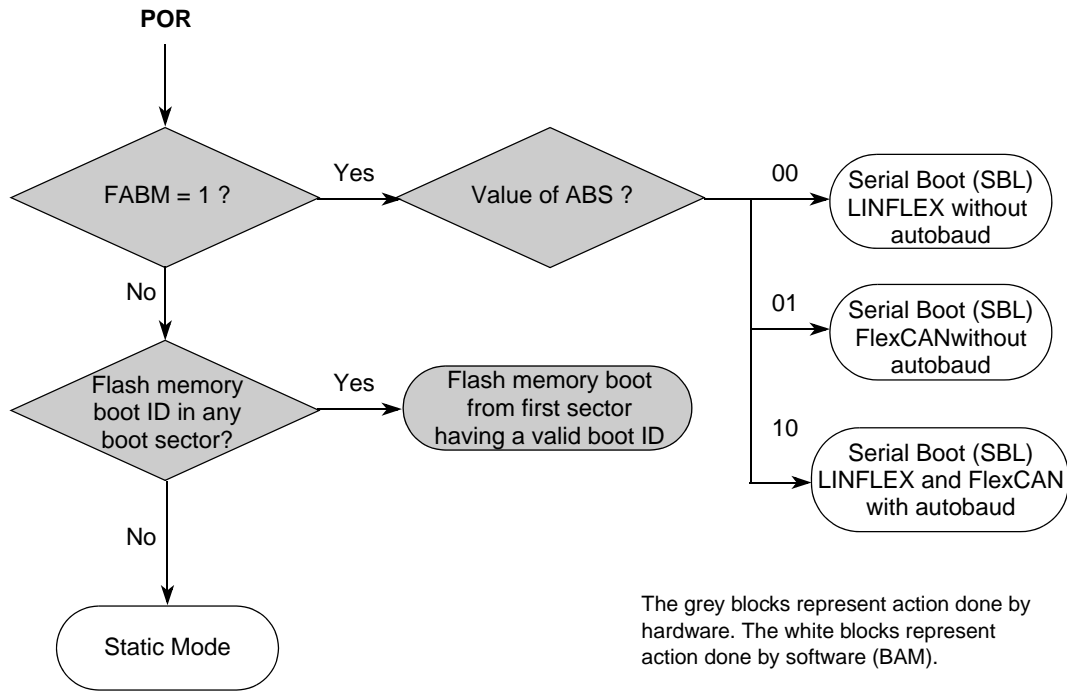 POR
FABM = 1 ?
Yes
Value of ABS ?
00
Serial Boot (SBL)
LINFLEX without
autobaud
No
01
Serial Boot (SBL)
FlexCANwithout
autobaud
Flash memory
boot ID in any
boot sector?
Yes
Flash memory boot
from first sector
having a valid boot ID
10
Serial Boot (SBL)
LINFLEX and FlexCAN
with autobaud
No
Static Mode
The grey blocks represent action done by
hardware. The white blocks represent
action done by software (BAM).